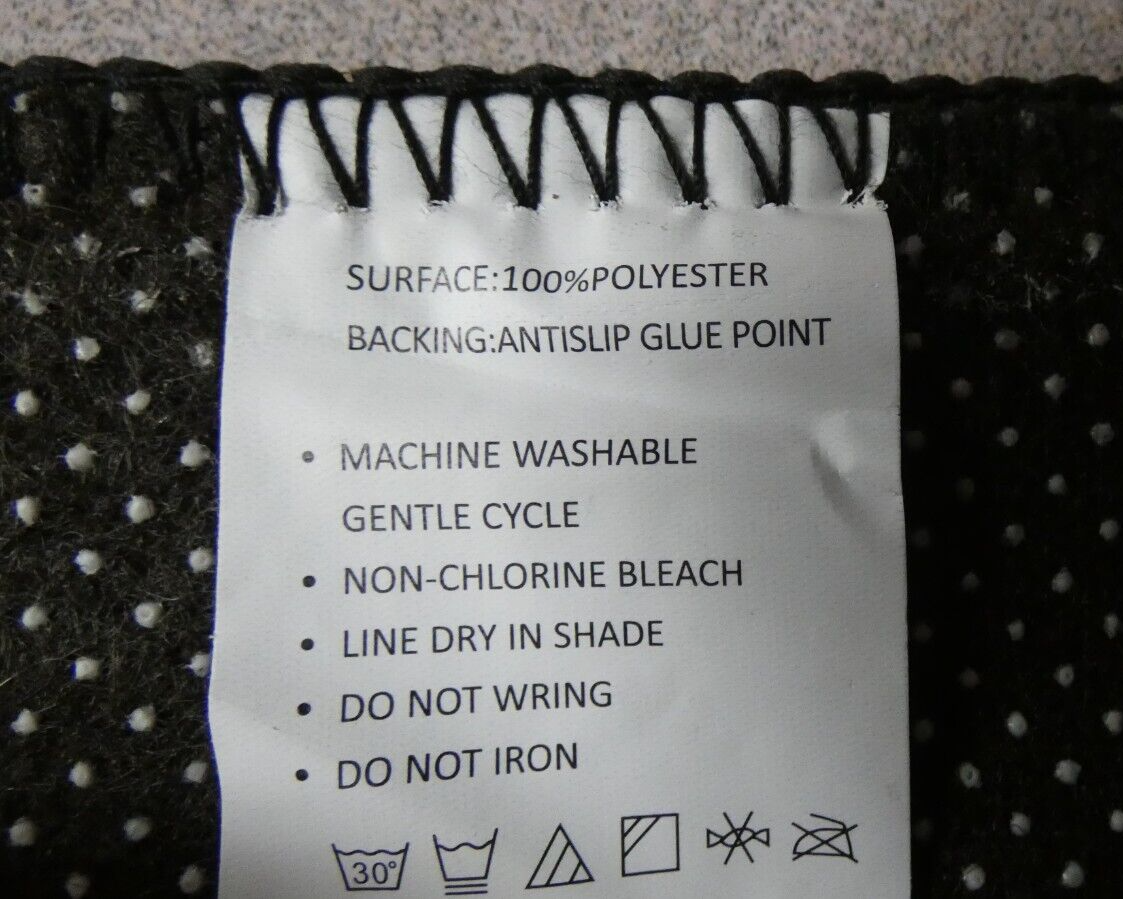 SURFACE:100%POLYESTER
BACKING:ANTISLIP GLUE POINT
• MACHINE WASHABLE
GENTLE CYCLE
• NON-CHLORINE BLEACH
• LINE DRY IN SHADE
• DO NOT WRING
• DO NOT IRON
30°